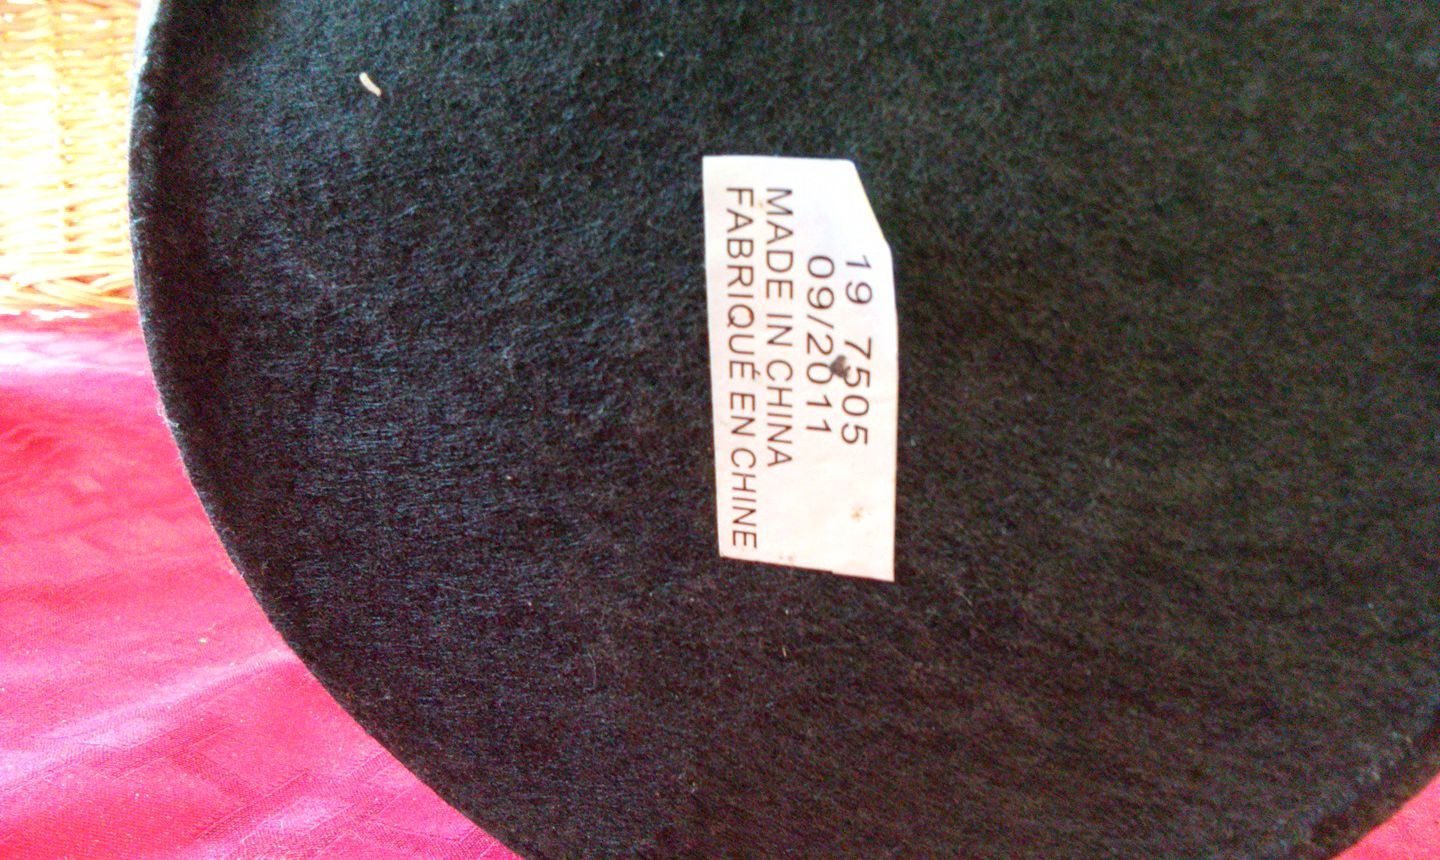 19 7505
09/2011
MADE IN CHINA
FABRIQUÉ EN CHINE